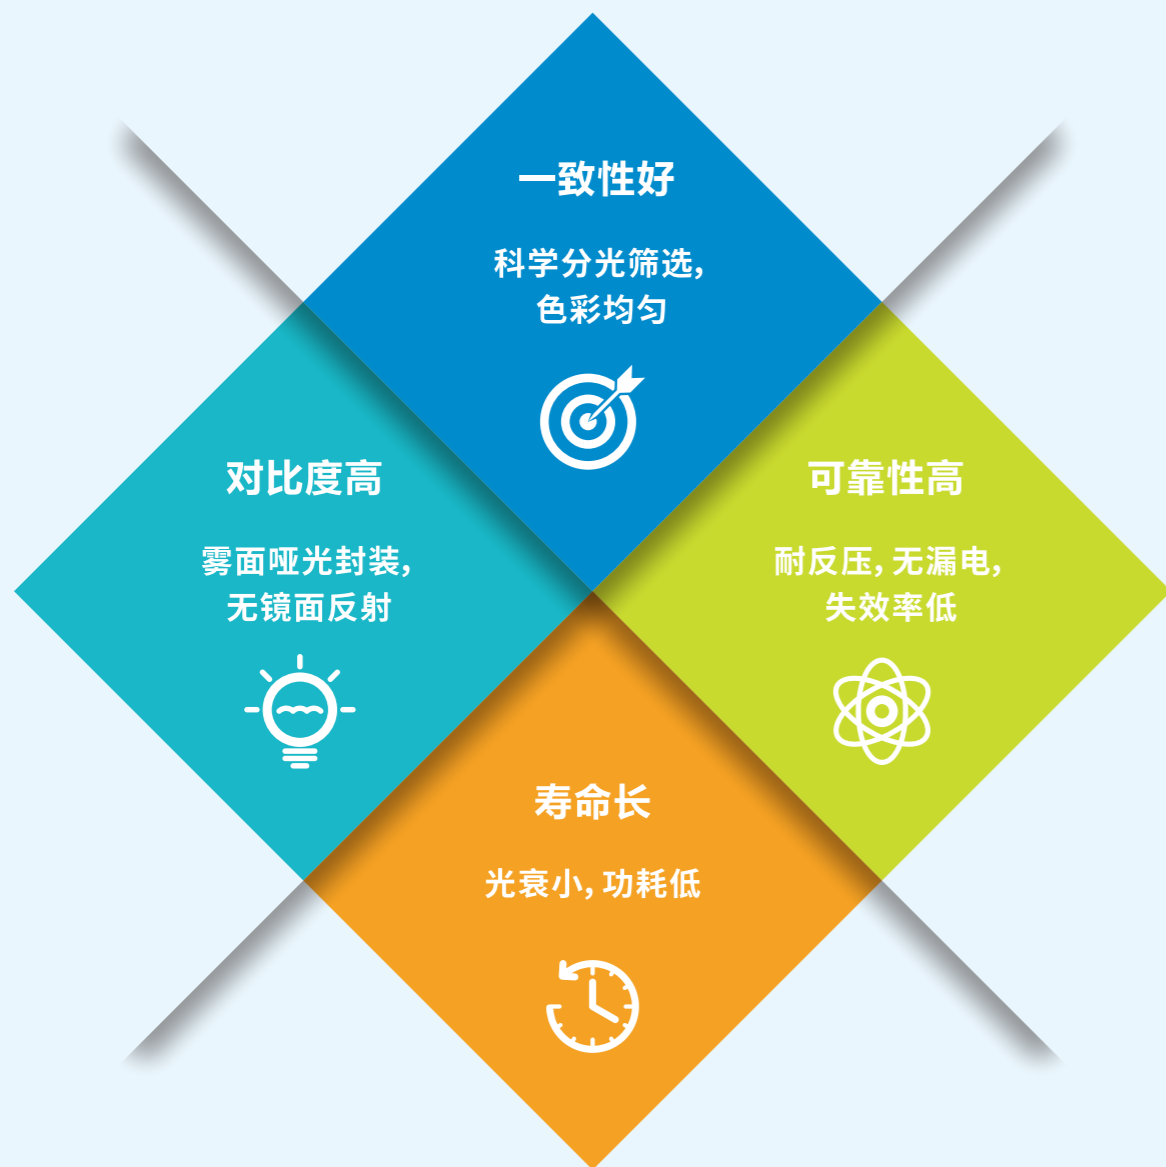 一致性好
科学分光筛选，
色彩均匀
对比度高
雾面哑光封装，
无镜面反射
可靠性高
耐反压，无漏电，
失效率低
寿命长
光衰小，功耗低